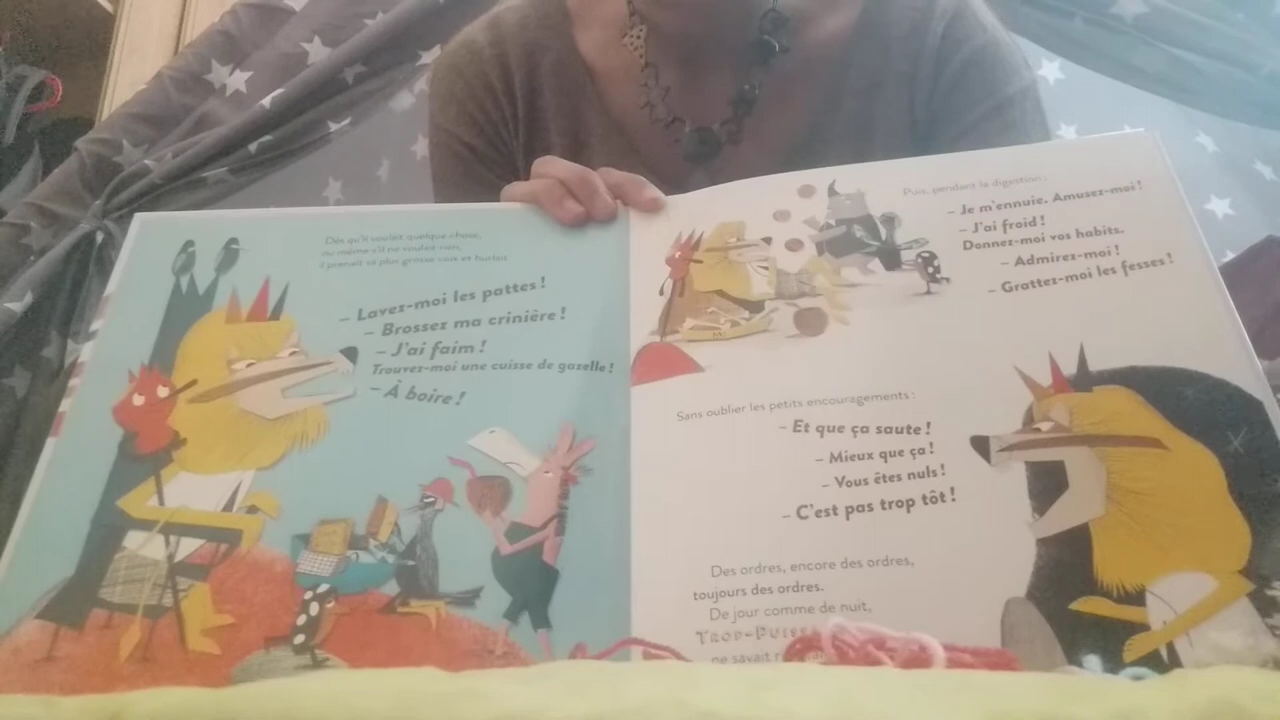 Dès qu'il voulait quelque chose,
ou même s'il ne voulait rien,
il prenait sa plus grosse voix et hurlait :
– Lavez-moi les pattes !
– Brossez ma crinière !
– J'ai faim !
Trouvez-moi une cuisse de gazelle !
– À boire !
Puis, pendant la digestion :
– Je m'ennuie. Amusez-moi !
– J'ai froid !
Donnez-moi vos habits.
– Admirez-moi !
– Grattez-moi les fesses !
Sans oublier les petits encouragements :
– Et que ça saute !
– Mieux que ça !
– Vous êtes nuls !
– C'est pas trop tôt !
Des ordres, encore des ordres,
toujours des ordres.
De jour comme de nuit,
ne savait